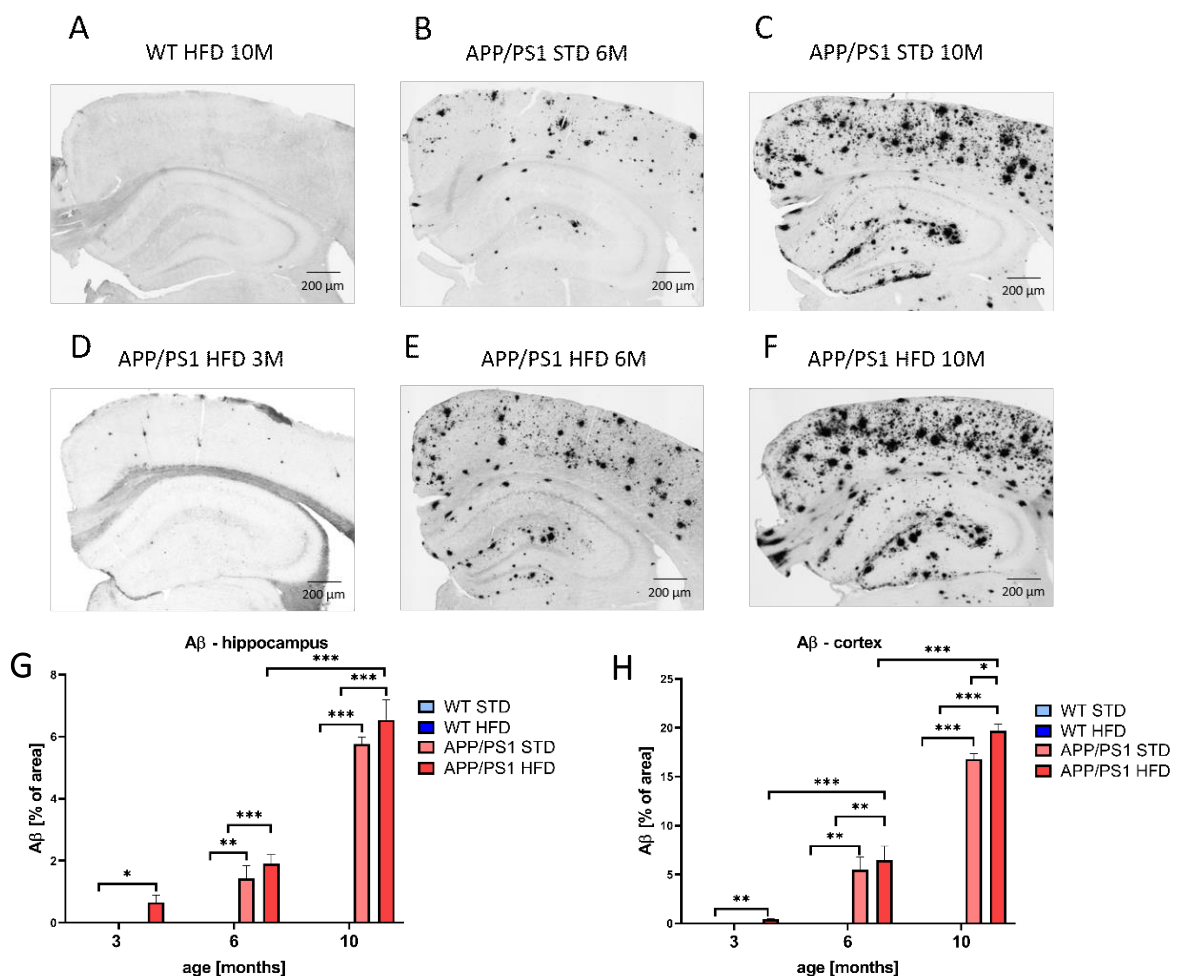 A
WT HFD 10M
200 µm
B
APP/PS1 STD 6M
200 µm
C
APP/PS1 STD 10M
200 µm
D
APP/PS1 HFD 3M
200 µm
E
APP/PS1 HFD 6M
200 µm
F
APP/PS1 HFD 10M
200 µm
G
Aβ - hippocampus
Aβ [% of area]
8
6
4
2
0
*
**
***
***
***
***
3
6
10
age [months]
WT STD
WT HFD
APP/PS1 STD
APP/PS1 HFD
H
Aβ - cortex
Aβ [% of area]
25
20
15
10
5
0
**
**
**
***
***
***
*
***
3
6
10
age [months]
WT STD
WT HFD
APP/PS1 STD
APP/PS1 HFD